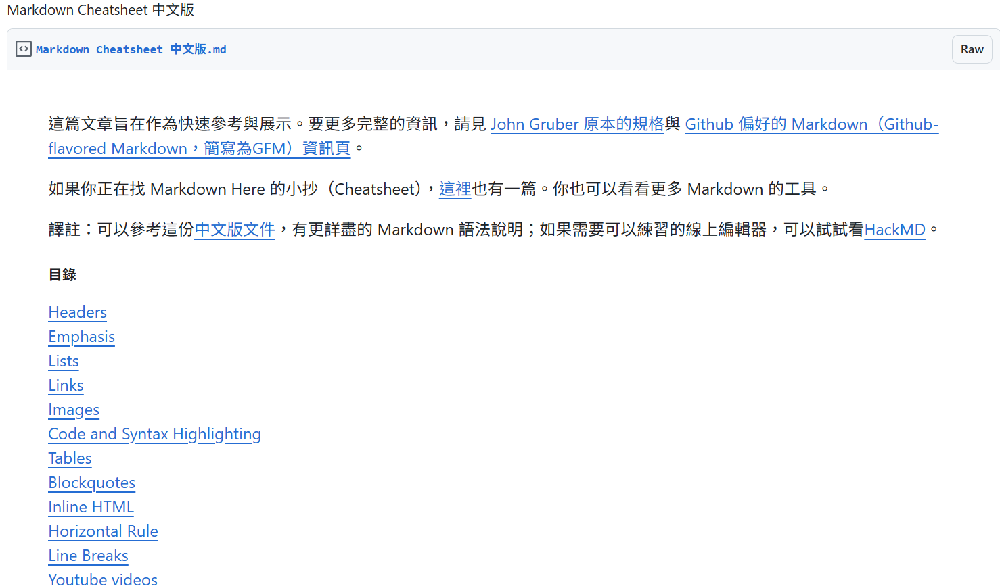 Markdown Cheatsheet 中文版
Markdown Cheatsheet 中文版.md
Raw
這篇文章旨在作為快速參考與展示。要更多完整的資訊，請見 John Gruber 原本的規格與 Github 偏好的 Markdown（Github-
flavored Markdown，簡寫為GFM）資訊頁。
如果你正在找 Markdown Here 的小抄（Cheatsheet），這裡也有一篇。你也可以看看更多 Markdown 的工具。
譯註：可以參考這份中文版文件，有更詳盡的 Markdown 語法說明；如果需要可以練習的線上編輯器，可以試試看HackMD。
目錄
Headers
Emphasis
Lists
Links
Images
Code and Syntax Highlighting
Tables
Blockquotes
Inline HTML
Horizontal Rule
Line Breaks
Youtube videos